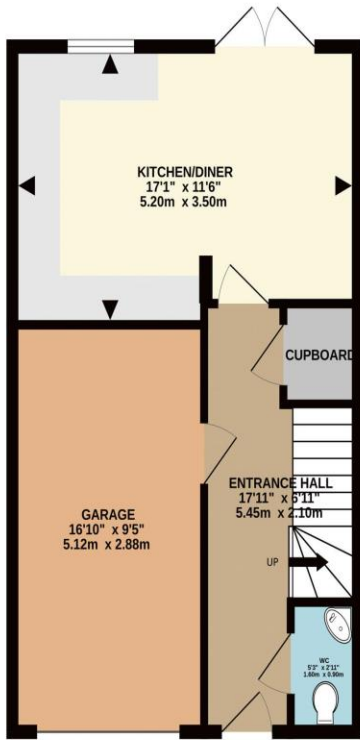 KITCHEN/DINER
17'1" x 11'6"
5.20m x 3.50m
CUPBOARD
ENTRANCE HALL
17'11" x 6'11"
5.45m x 2.10m
GARAGE
16'10" x 9'5"
5.12m x 2.88m
UP
WC
5'3" x 2'11"
1.60m x 0.90m